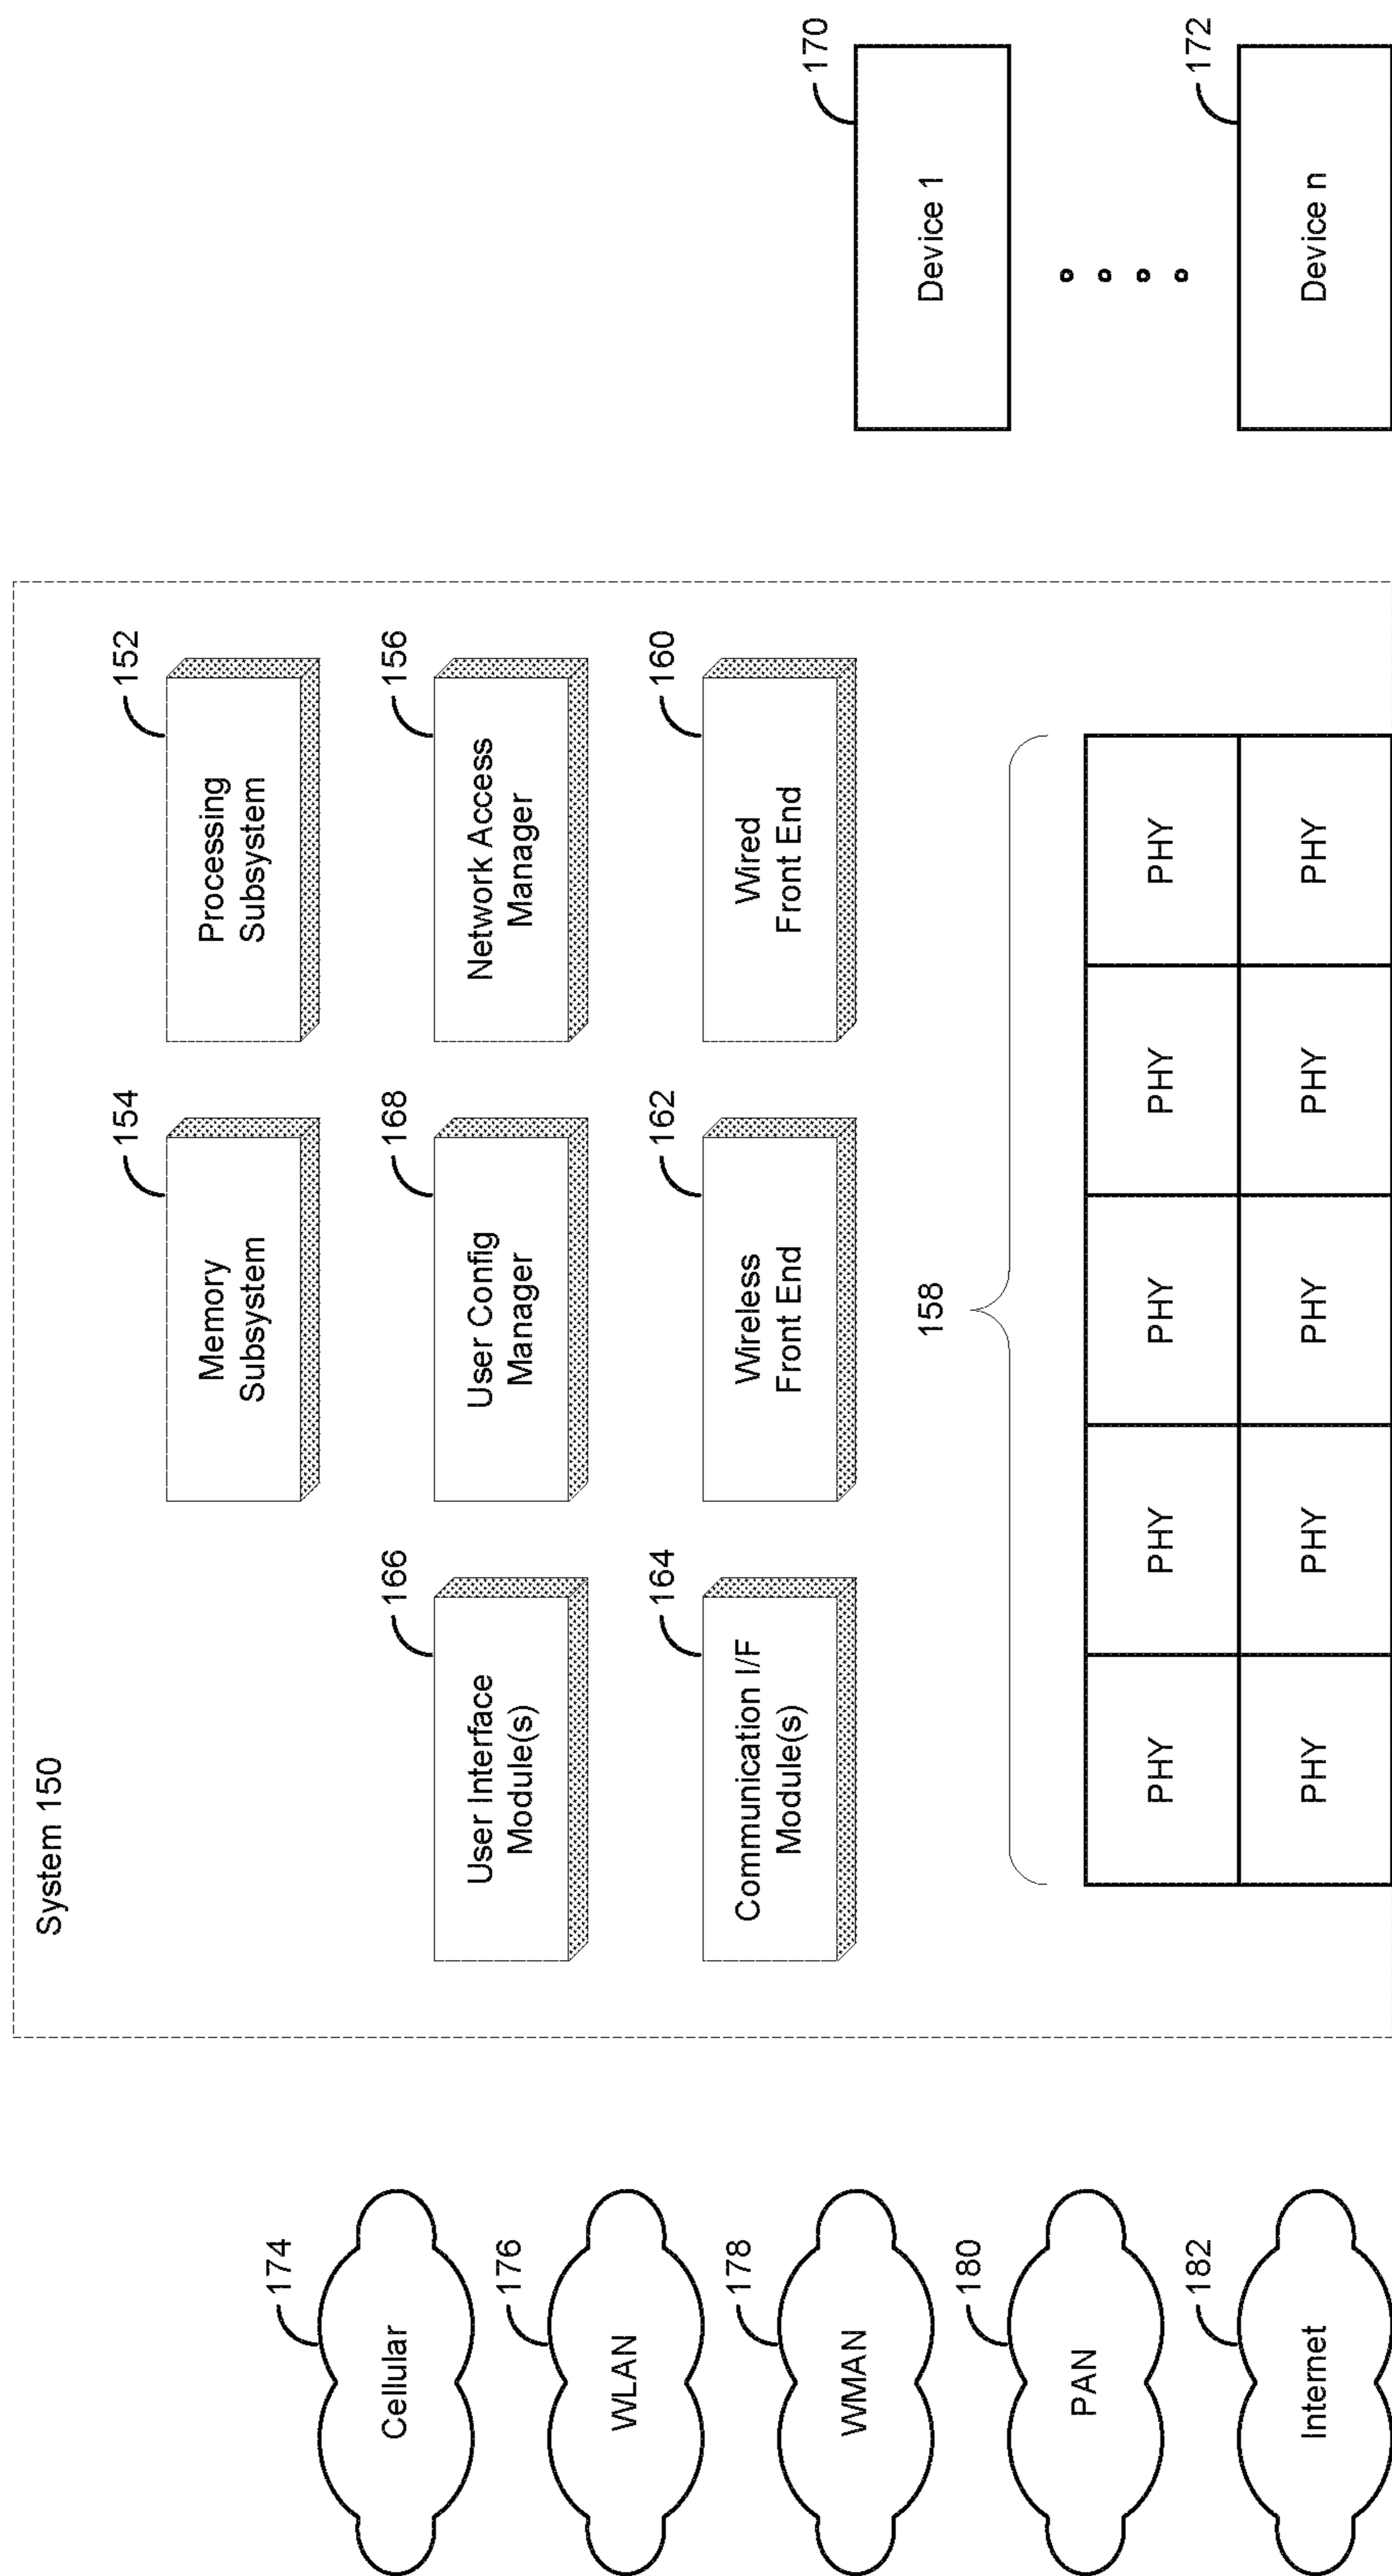 System 150
174
Cellular
176
WLAN
178
WMAN
180
PAN
182
Internet
154
Memory
Subsystem
152
Processing
Subsystem
166
User Interface
Module(s)
168
User Config
Manager
156
Network Access
Manager
164
Communication I/F
Module(s)
162
Wireless
Front End
160
Wired
Front End
158
PHY
PHY
PHY
PHY
PHY
PHY
PHY
PHY
PHY
PHY
170
Device 1
172
Device n